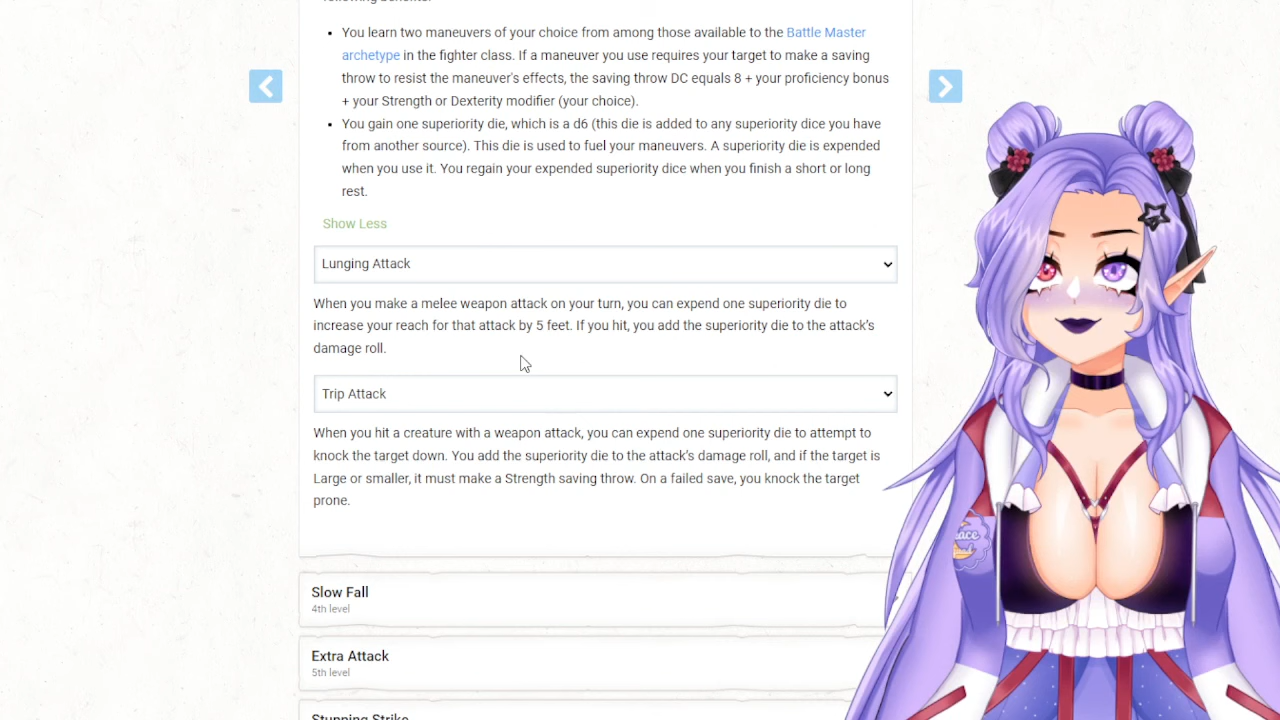 You learn two maneuvers of your choice from among those available to the Battle Master
archetype in the fighter class. If a maneuver you use requires your target to make a saving
throw to resist the maneuver's effects, the saving throw DC equals 8 + your proficiency bonus
+ your Strength or Dexterity modifier (your choice).
You gain one superiority die, which is a d6 (this die is added to any superiority dice you have
from another source). This die is used to fuel your maneuvers. A superiority die is expended
when you use it. You regain your expended superiority dice when you finish a short or long
rest.
Show Less
Lunging Attack
When you make a melee weapon attack on your turn, you can expend one superiority die to
increase your reach for that attack by 5 feet. If you hit, you add the superiority die to the attack’s
damage roll.
Trip Attack
When you hit a creature with a weapon attack, you can expend one superiority die to attempt to
knock the target down. You add the superiority die to the attack’s damage roll, and if the target is
Large or smaller, it must make a Strength saving throw. On a failed save, you knock the target
prone.
Slow Fall
4th level
Extra Attack
5th level
Stunning Strike